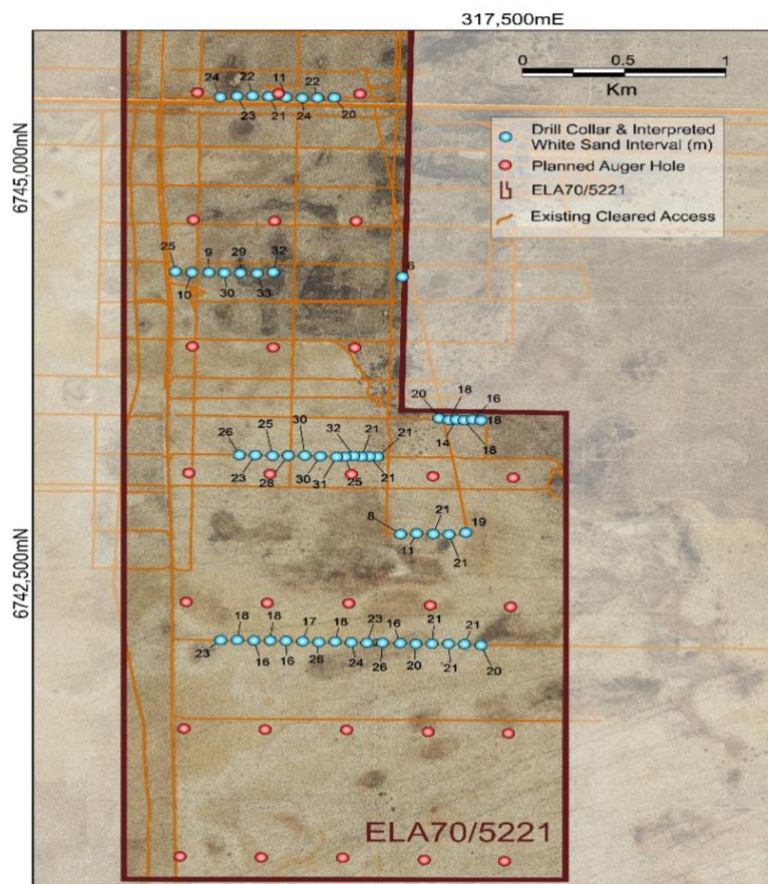 317,500mE
0 0.5 1
Km
Drill Collar & Interpreted
White Sand Interval (m)
Planned Auger Hole
ELA70/5221
Existing Cleared Access
6745,000mN
6742,500mN
24 22 11 22
23 21 24 20
25 9 29 32
10 30 33
6
20 18 16
18
14 18
26 25 30 32 21 21
23 28 30 31 25 21
8 21 19
11 21
18 18 17 18 23 16 21 21
23 16 16 28 24 26 20 21 20
ELA70/5221